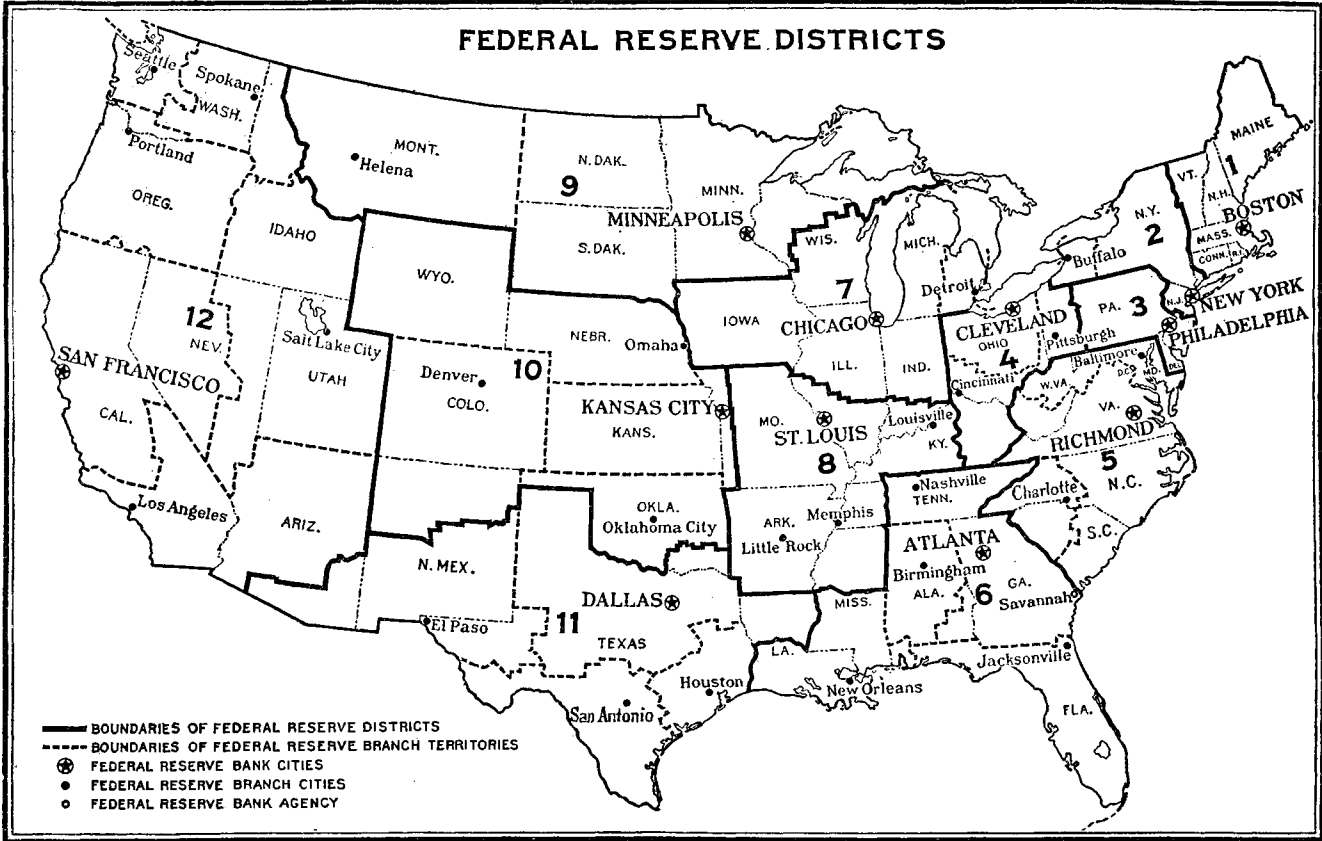 FEDERAL RESERVE DISTRICTS
Seattle
Spokane
WASH.
Portland
OREG.
IDAHO
MONT.
Helena
N. DAK.
9
MINN.
MINNEAPOLIS
S. DAK.
WYO.
WIS.
MICH.
7
Detroit
IOWA
CHICAGO
ILL.
IND.
MAINE
1
VT.
N.H.
BOSTON
MASS.
CONN.
R.I.
N.Y.
2
Buffalo
NEW YORK
N.J.
PA.
3
PHILADELPHIA
CLEVELAND
OHIO
4
Pittsburgh
Cincinnati
Baltimore
D.C.
MD.
DEL.
W.VA.
VA.
RICHMOND
5
N.C.
Charlotte
S.C.
12
NEV.
SAN FRANCISCO
CAL.
Los Angeles
Salt Lake City
UTAH
ARIZ.
NEBR.
Omaha
10
Denver
COLO.
KANSAS CITY
KANS.
MO.
ST. LOUIS
8
Louisville
KY.
Nashville
TENN.
Memphis
ARK.
Little Rock
OKLA.
Oklahoma City
N. MEX.
El Paso
DALLAS
11
TEXAS
Houston
San Antonio
ATLANTA
Birmingham
ALA.
6
GA.
Savannah
MISS.
LA.
New Orleans
Jacksonville
FLA.
BOUNDARIES OF FEDERAL RESERVE DISTRICTS
BOUNDARIES OF FEDERAL RESERVE BRANCH TERRITORIES
FEDERAL RESERVE BANK CITIES
FEDERAL RESERVE BRANCH CITIES
FEDERAL RESERVE BANK AGENCY